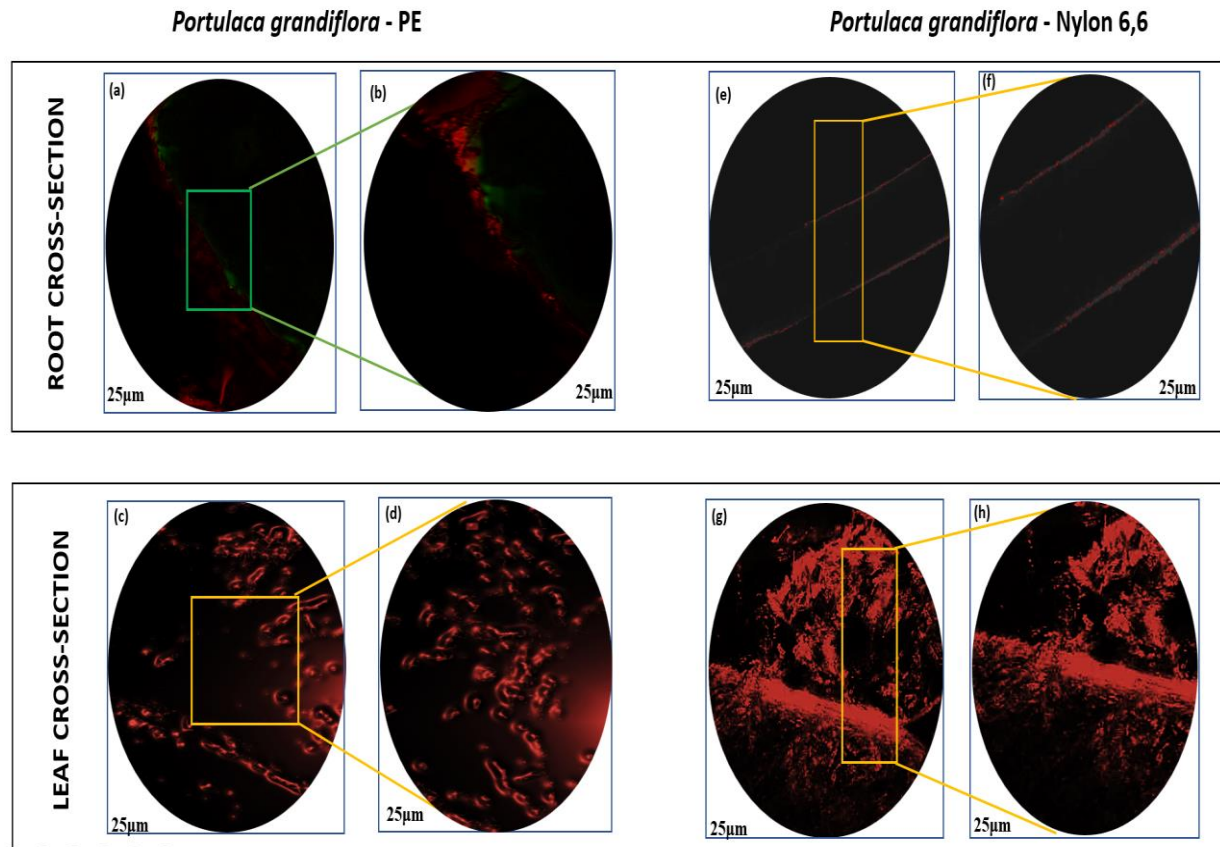 Portulaca grandiflora - PE
Portulaca grandiflora - Nylon 6,6
ROOT CROSS-SECTION
(a)
(b)
(e)
(f)
25µm
25µm
25µm
25µm
LEAF CROSS-SECTION
(c)
(d)
(g)
(h)
25µm
25µm
25µm
25µm